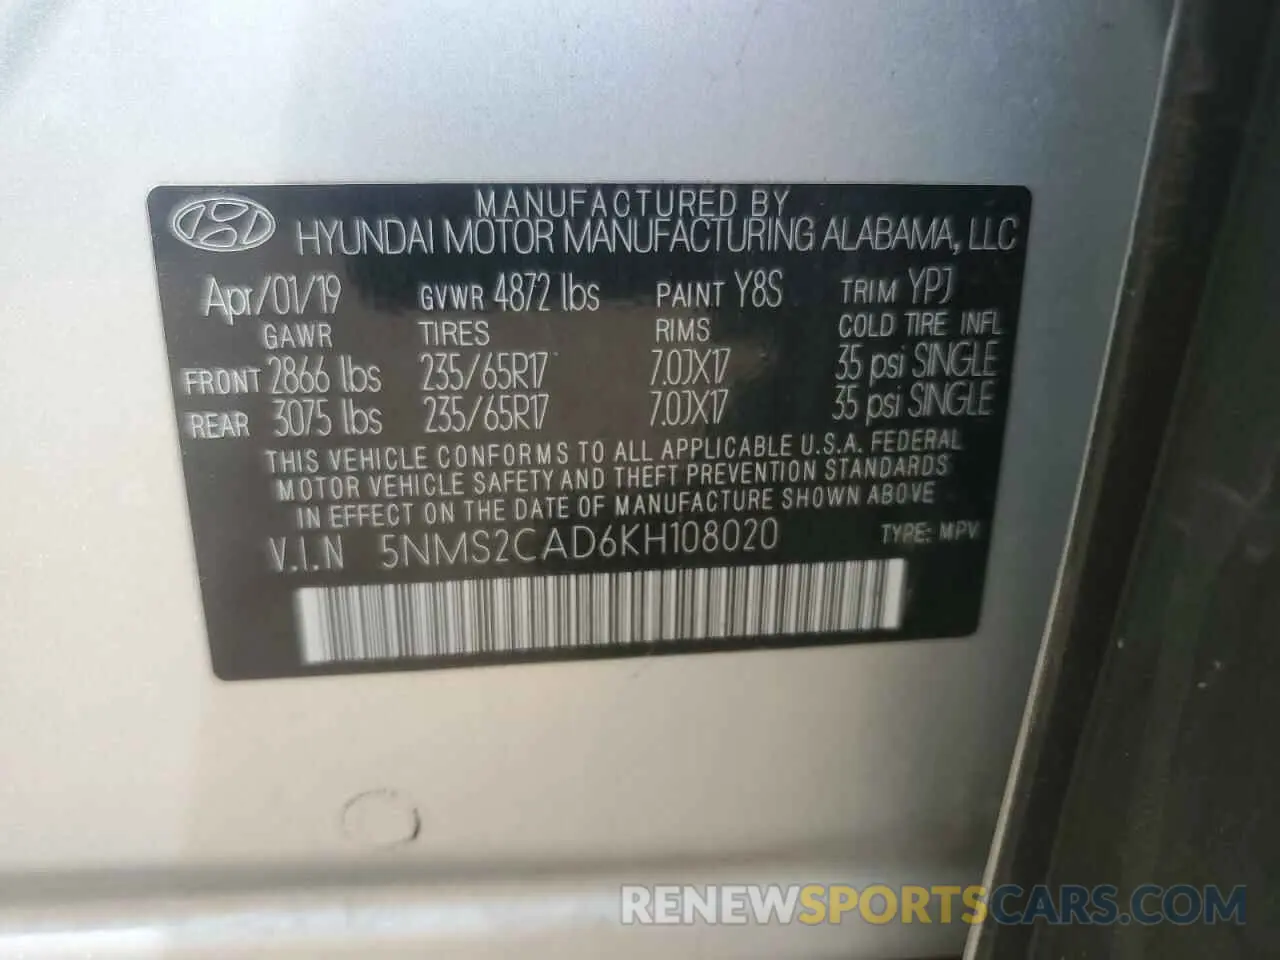 MANUFACTURED BY
HYUNDAI MOTOR MANUFACTURING ALABAMA, LLC
Apr/01/19 GVWR 4872 lbs PAINT Y8S TRIM YPJ
GAWR TIRES RIMS COLD TIRE INFL
FRONT 2866 lbs 235/65R17 7.0JX17 35 psi SINGLE
REAR 3075 lbs 235/65R17 7.0JX17 35 psi SINGLE
THIS VEHICLE CONFORMS TO ALL APPLICABLE U.S.A. FEDERAL
MOTOR VEHICLE SAFETY AND THEFT PREVENTION STANDARDS
IN EFFECT ON THE DATE OF MANUFACTURE SHOWN ABOVE
V.I.N 5NMS2CAD6KH108020 TYPE: MPV
RENEWSPORTSCARS.COM